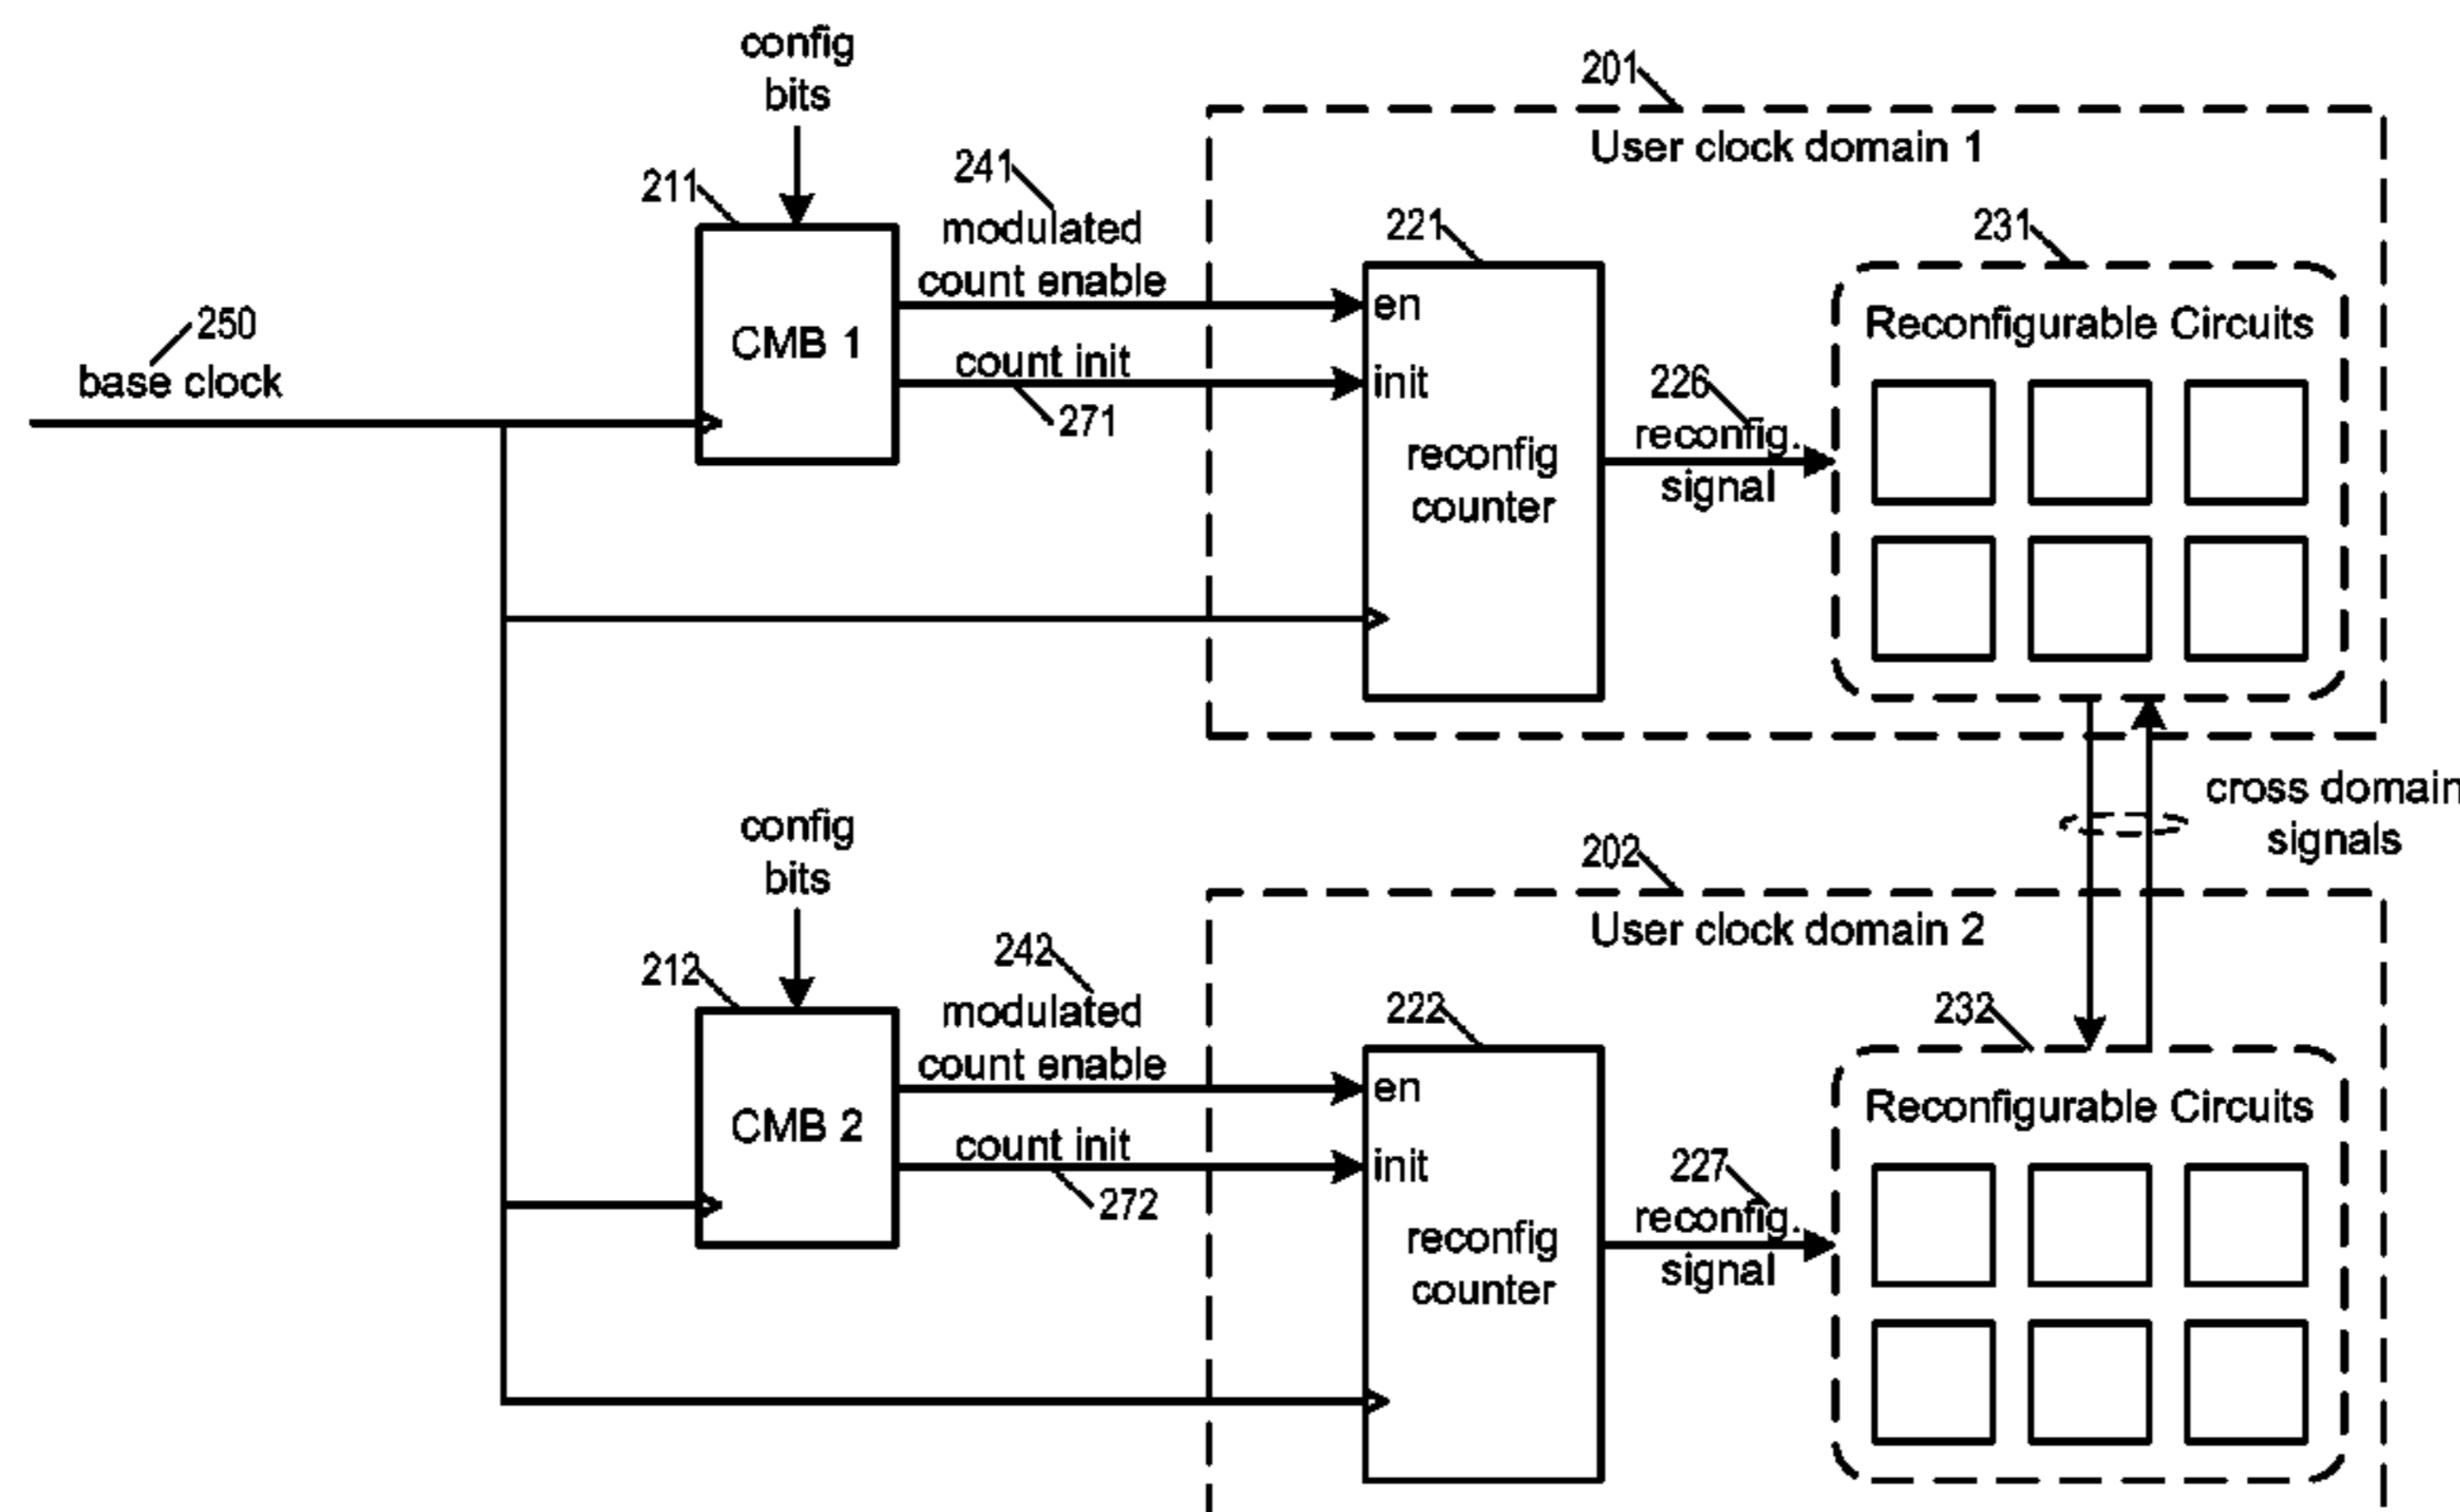 config
bits
201
User clock domain 1
241
211
modulated
count enable
221
231
250
base clock
CMB 1
en
Reconfigurable Circuits
count init
init
271
226
reconfig.
signal
reconfig
counter
cross domain
signals
config
bits
202
User clock domain 2
242
212
modulated
count enable
222
232
CMB 2
en
Reconfigurable Circuits
count init
init
272
227
reconfig.
signal
reconfig
counter